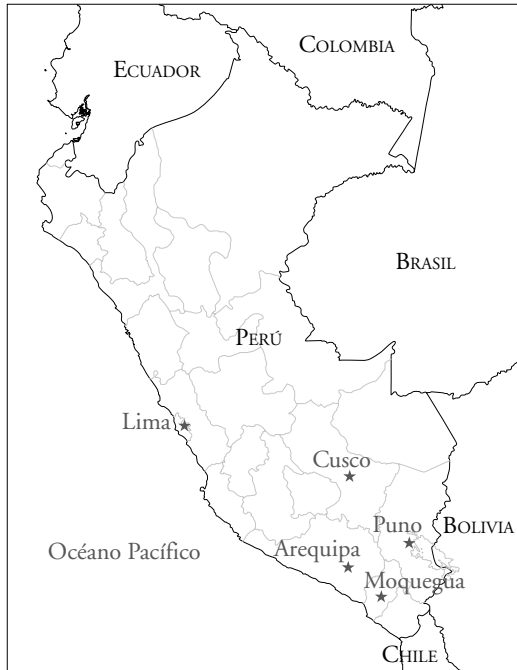 COLOMBIA
ECUADOR
BRASIL
PERÚ
Lima
Cusco
Puno
BOLIVIA
Océano Pacífico
Arequipa
Moquegua
CHILE